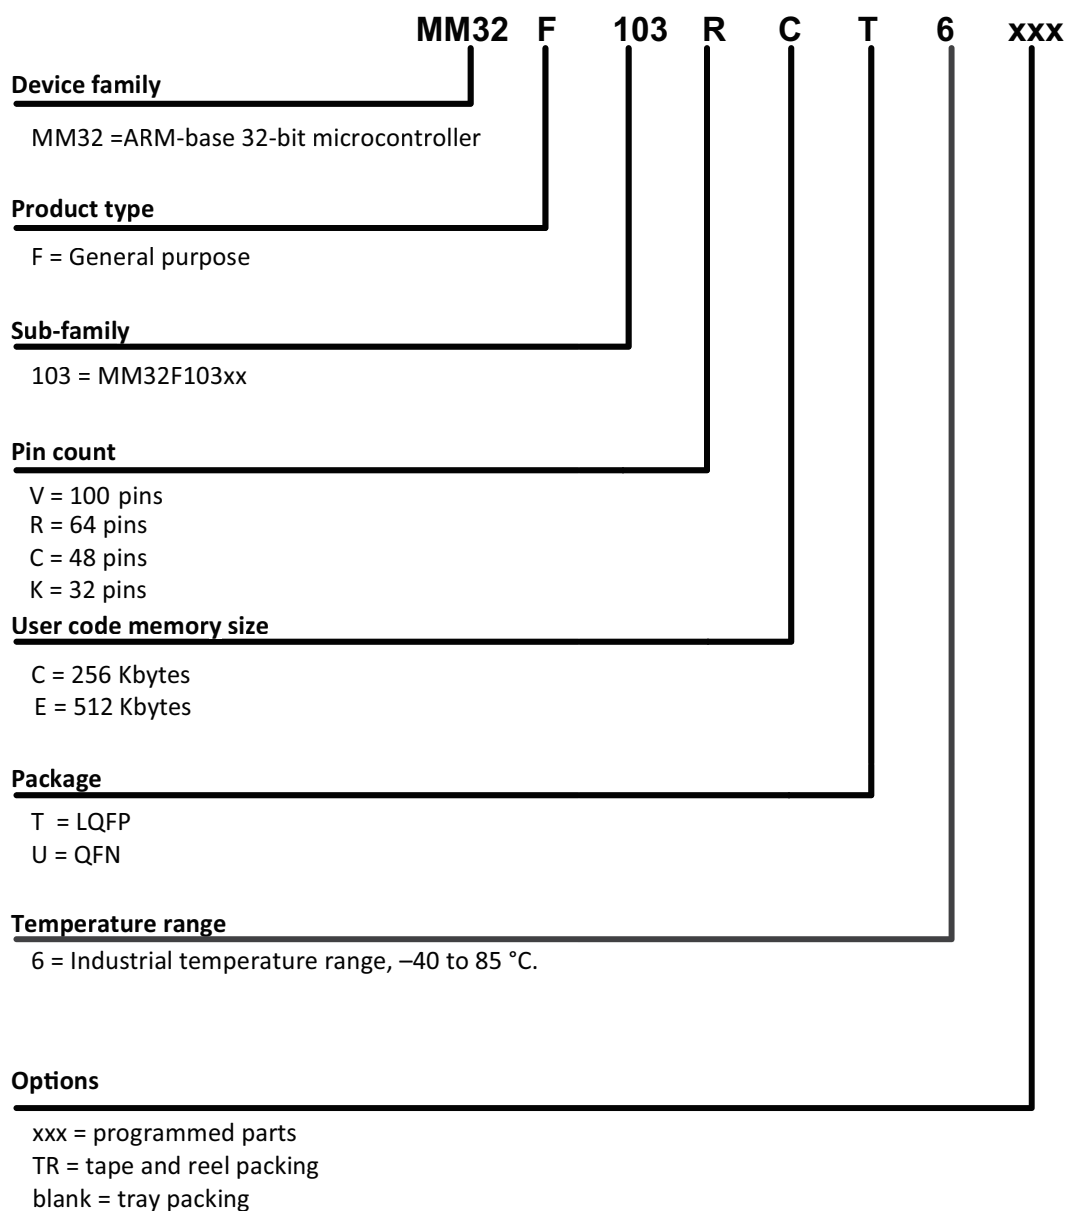 MM32 F 103 R C T 6 xxx
Device family
MM32 =ARM-base 32-bit microcontroller
Product type
F = General purpose
Sub-family
103 = MM32F103xx
Pin count
V = 100 pins
R = 64 pins
C = 48 pins
K = 32 pins
User code memory size
C = 256 Kbytes
E = 512 Kbytes
Package
T = LQFP
U = QFN
Temperature range
6 = Industrial temperature range, –40 to 85 °C.
Options
xxx = programmed parts
TR = tape and reel packing
blank = tray packing